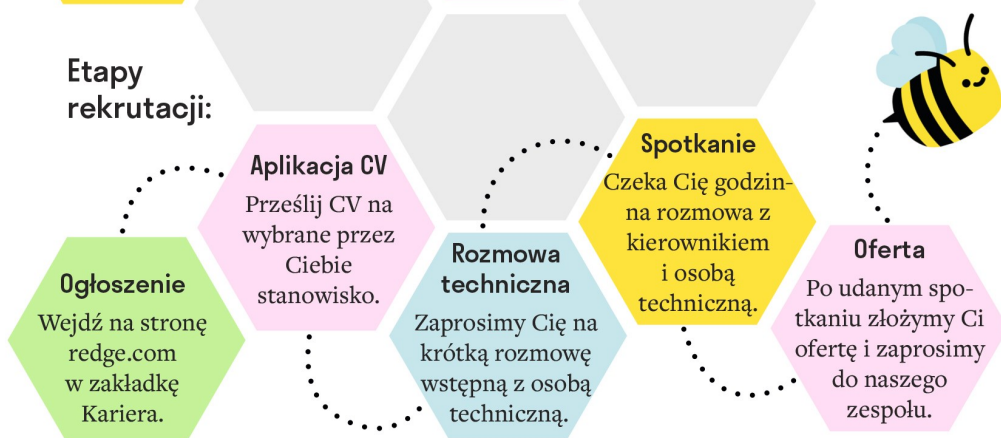 Etapy
rekrutacji:
Ogłoszenie
Wejdź na stronę
redge.com
w zakładkę
Kariera.
Aplikacja CV
Prześlij CV na
wybrane przez
Ciebie
stanowisko.
Rozmowa
techniczna
Zaprosimy Cię na
krótką rozmowę
wstępną z osobą
techniczną.
Spotkanie
Czeka Cię godzin-
na rozmowa z
kierownikiem
i osobą
techniczną.
Oferta
Po udanym spo-
tkaniu złożymy Ci
ofertę i zaprosimy
do naszego
zespołu.